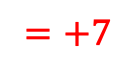 = +7